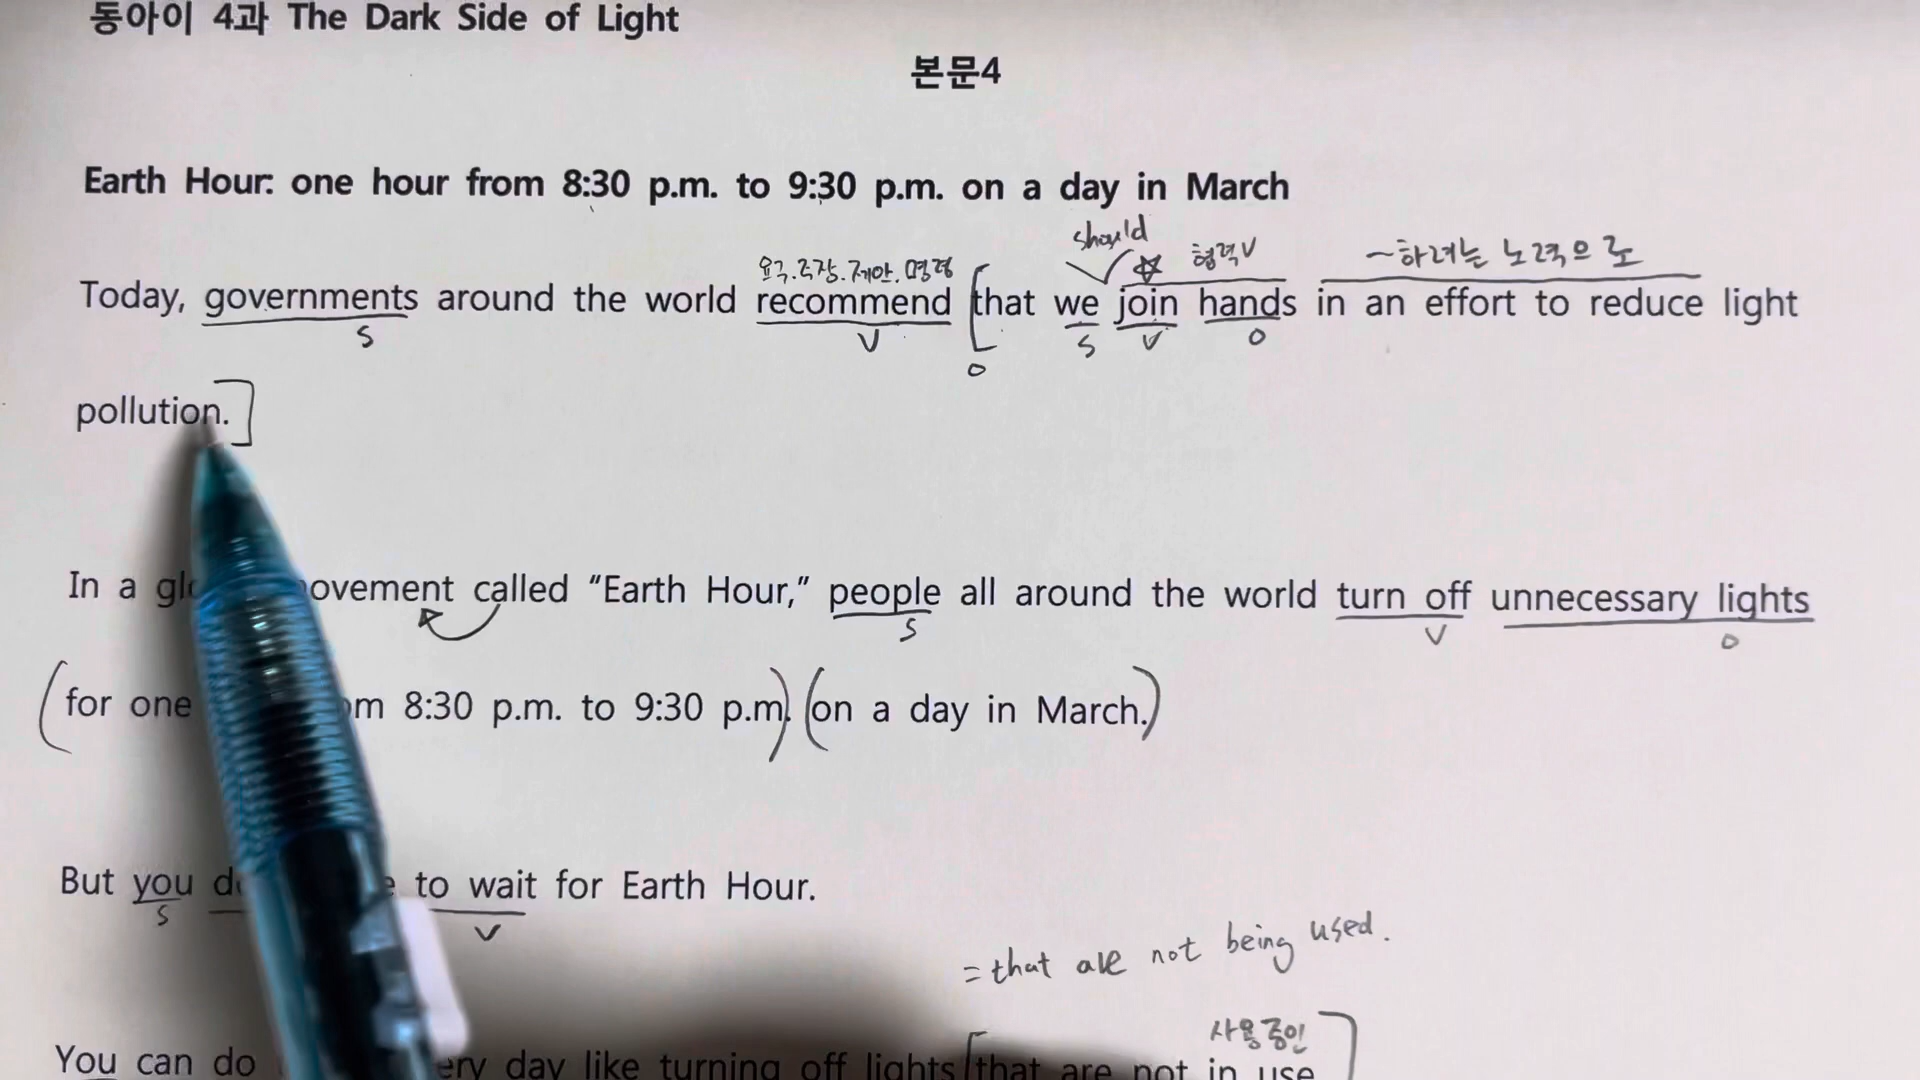 동아이 4과 The Dark Side of Light
본문4
Earth Hour: one hour from 8:30 p.m. to 9:30 p.m. on a day in March
should
요구.주장.제안.명령 협력V ~하려는 노력으로
Today, governments around the world recommend [that we join hands in an effort to reduce light
S V O S V O
pollution.]
In a ovement called “Earth Hour,” people all around the world turn off unnecessary lights
S V O
(for one 8:30 p.m. to 9:30 p.m.) (on a day in March.)
But you to wait for Earth Hour.
S V
= that are not being used.
사용중인
You can do day like turning off lights [that are not in use]